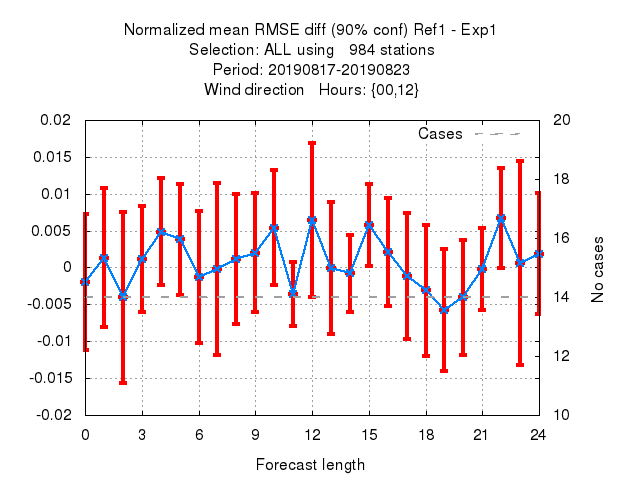 Normalized mean RMSE diff (90% conf) Ref1 - Exp1
Selection: ALL using   984 stations
Period: 20190817-20190823
Wind direction   Hours: {00,12}
Cases
0.02
0.015
0.01
0.005
0
-0.005
-0.01
-0.015
-0.02
20
18
16
14
12
10
No cases
0 3 6 9 12 15 18 21 24
Forecast length